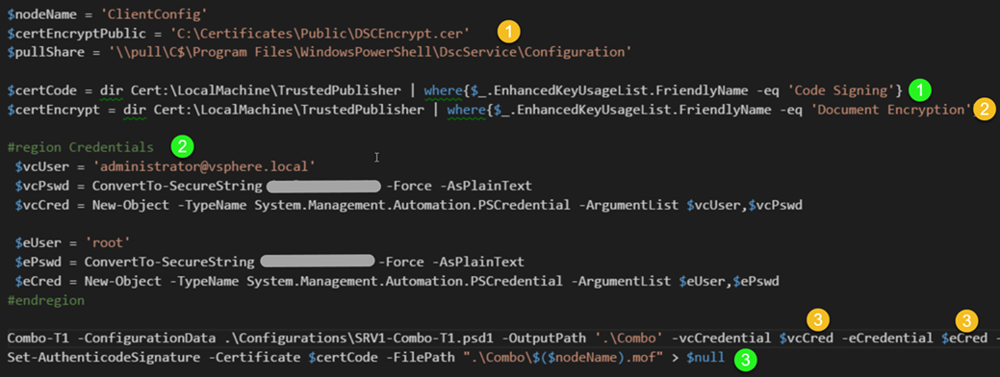 $nodeName = 'ClientConfig'
$certEncryptPublic = 'C:\Certificates\Public\DSCEncrypt.cer' 1
$pullShare = '\\pull\C$\Program Files\WindowsPowerShell\DscService\Configuration'
$certCode = dir Cert:\LocalMachine\TrustedPublisher | where{$_.EnhancedKeyUsageList.FriendlyName -eq 'Code Signing'} 1
$certEncrypt = dir Cert:\LocalMachine\TrustedPublisher | where{$_.EnhancedKeyUsageList.FriendlyName -eq 'Document Encryption' 2
#region Credentials 2
$vcUser = 'administrator@vsphere.local'
$vcPswd = ConvertTo-SecureString -Force -AsPlainText
$vcCred = New-Object -TypeName System.Management.Automation.PSCredential -ArgumentList $vcUser,$vcPswd
$eUser = 'root'
$ePswd = ConvertTo-SecureString -Force -AsPlainText
$eCred = New-Object -TypeName System.Management.Automation.PSCredential -ArgumentList $eUser,$ePswd
#endregion
3 3
Combo-T1 -ConfigurationData .\Configurations\SRV1-Combo-T1.psd1 -OutputPath '.\Combo' -vcCredential $vcCred -eCredential $eCred -
Set-AuthenticodeSignature -Certificate $certCode -FilePath ".\Combo\$($nodeName).mof" > $null 3